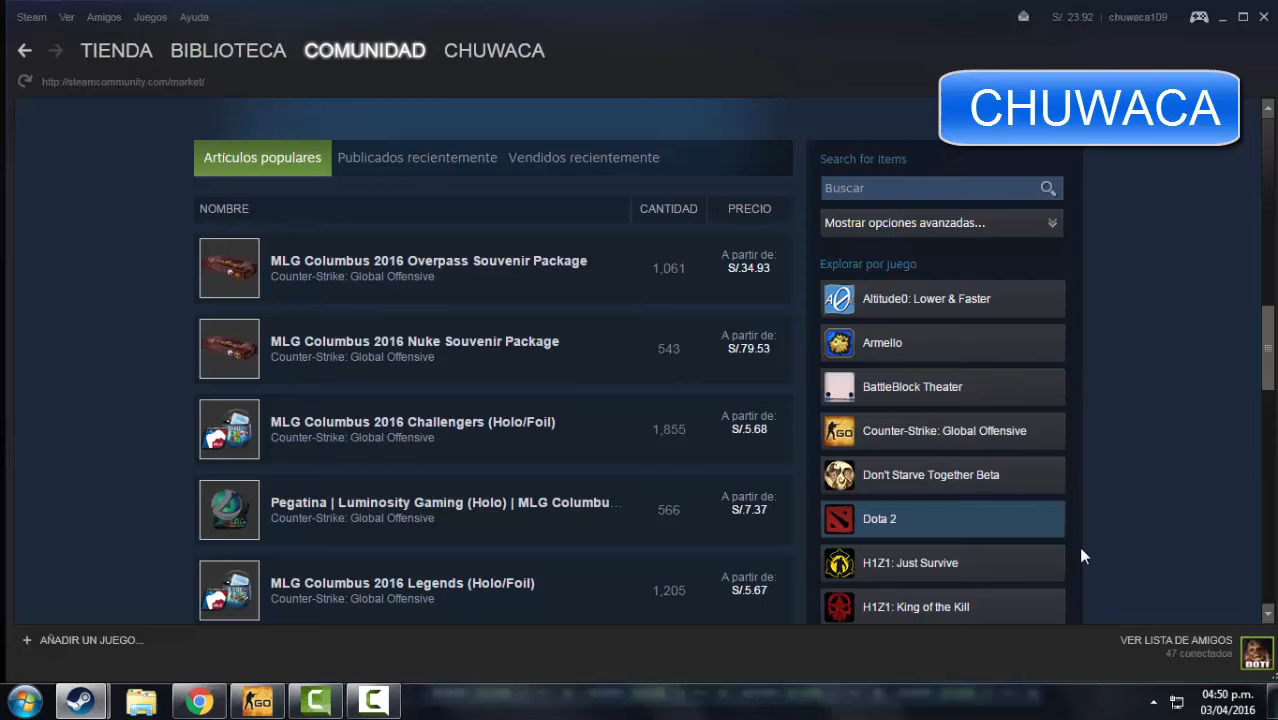 Steam Ver Amigos Juegos Ayuda S/. 23.92 | chuwaca109
TIENDA BIBLIOTECA COMUNIDAD CHUWACA
http://steamcommunity.com/market/
CHUWACA
Artículos populares Publicados recientemente Vendidos recientemente
NOMBRE CANTIDAD PRECIO
MLG Columbus 2016 Overpass Souvenir Package
Counter-Strike: Global Offensive
1,061
A partir de:
S/.34.93
MLG Columbus 2016 Nuke Souvenir Package
Counter-Strike: Global Offensive
543
A partir de:
S/.79.53
MLG Columbus 2016 Challengers (Holo/Foil)
Counter-Strike: Global Offensive
1,855
A partir de:
S/.5.68
Pegatina | Luminosity Gaming (Holo) | MLG Columbu...
Counter-Strike: Global Offensive
566
A partir de:
S/.7.37
MLG Columbus 2016 Legends (Holo/Foil)
Counter-Strike: Global Offensive
1,205
A partir de:
S/.5.67
Search for Items
Buscar
Mostrar opciones avanzadas...
Explorar por juego
Altitude0: Lower & Faster
Armello
BattleBlock Theater
Counter-Strike: Global Offensive
Don't Starve Together Beta
Dota 2
H1Z1: Just Survive
H1Z1: King of the Kill
+ AÑADIR UN JUEGO...
VER LISTA DE AMIGOS
47 conectados
04:50 p.m.
03/04/2016